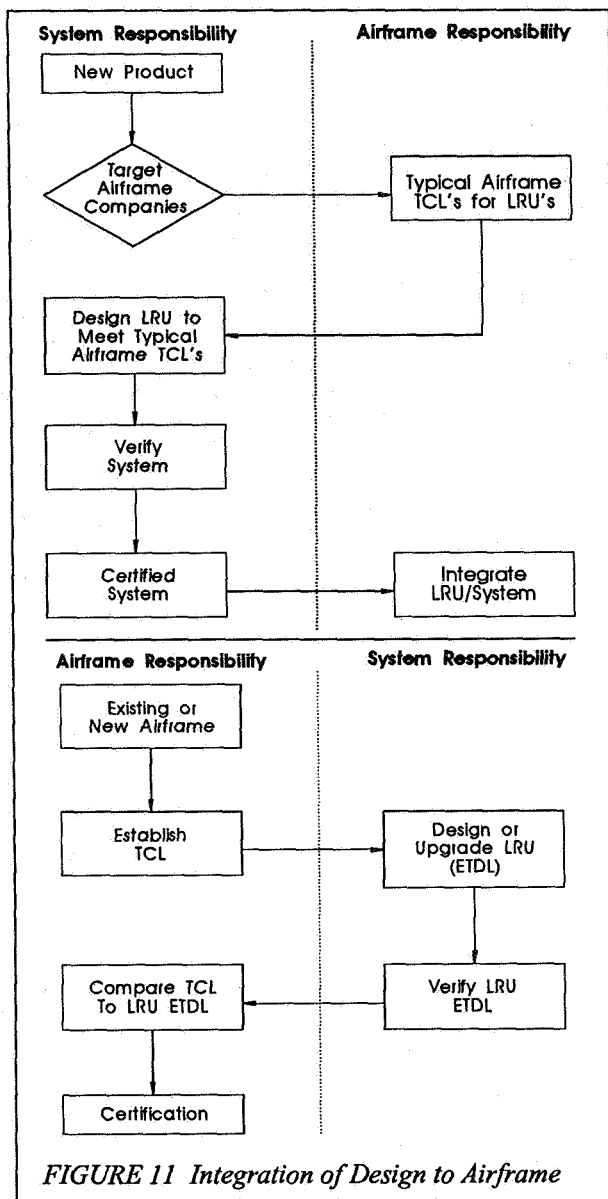 System Responsibility
Airframe Responsibility
New Product
Target
Airframe
Companies
Typical Airframe
TCL's for LRU's
Design LRU to
Meet Typical
Airframe TCL's
Verify
System
Certified
System
Integrate
LRU/System
Airframe Responsibility
System Responsibility
Existing or
New Airframe
Establish
TCL
Design or
Upgrade LRU
(ETDL)
Verify LRU
ETDL
Compare TCL
To LRU ETDL
Certification
FIGURE 11 Integration of Design to Airframe